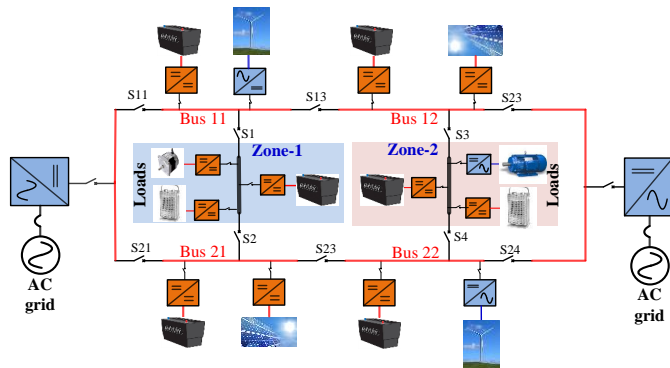 S11
S13
S23
Bus 11
Bus 12
S1
S3
Loads
Zone-1
Zone-2
Loads
S2
S4
S21
Bus 21
S23
Bus 22
S24
AC
grid
AC
grid